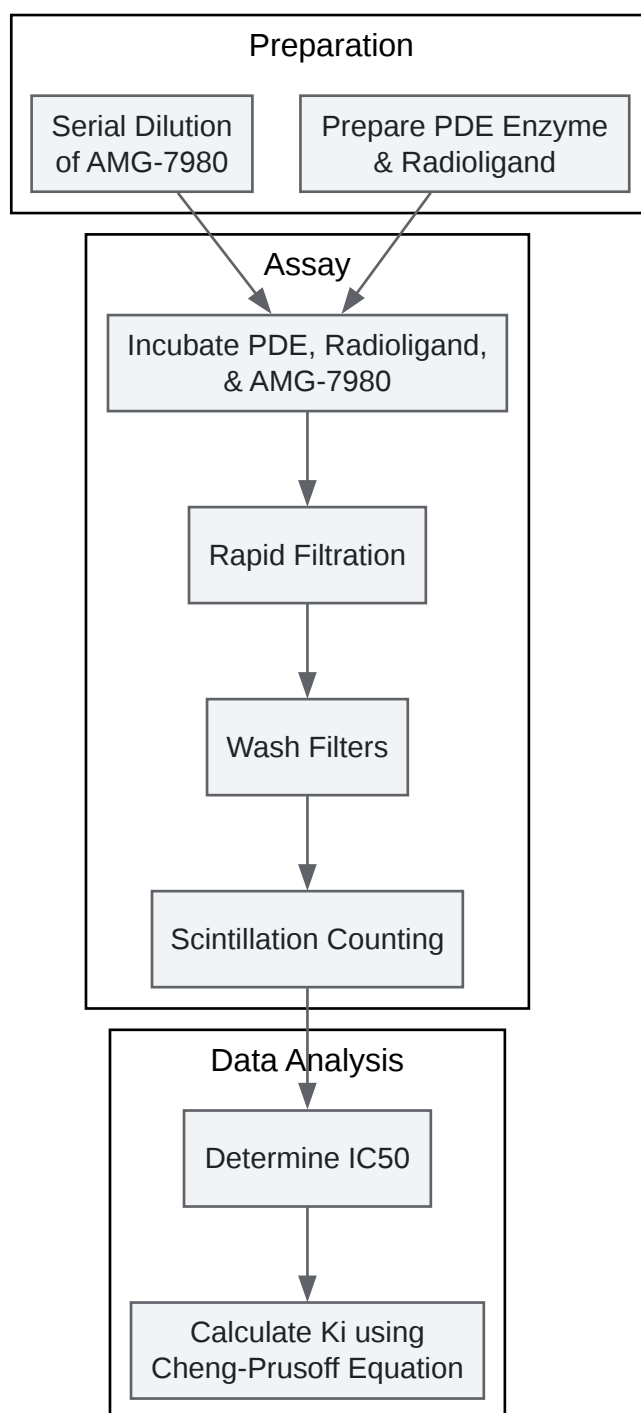 Preparation
Serial Dilution
of AMG-7980
Prepare PDE Enzyme
& Radioligand
Assay
Incubate PDE, Radioligand,
& AMG-7980
Rapid Filtration
Wash Filters
Scintillation Counting
Data Analysis
Determine IC50
Calculate Ki using
Cheng-Prusoff Equation